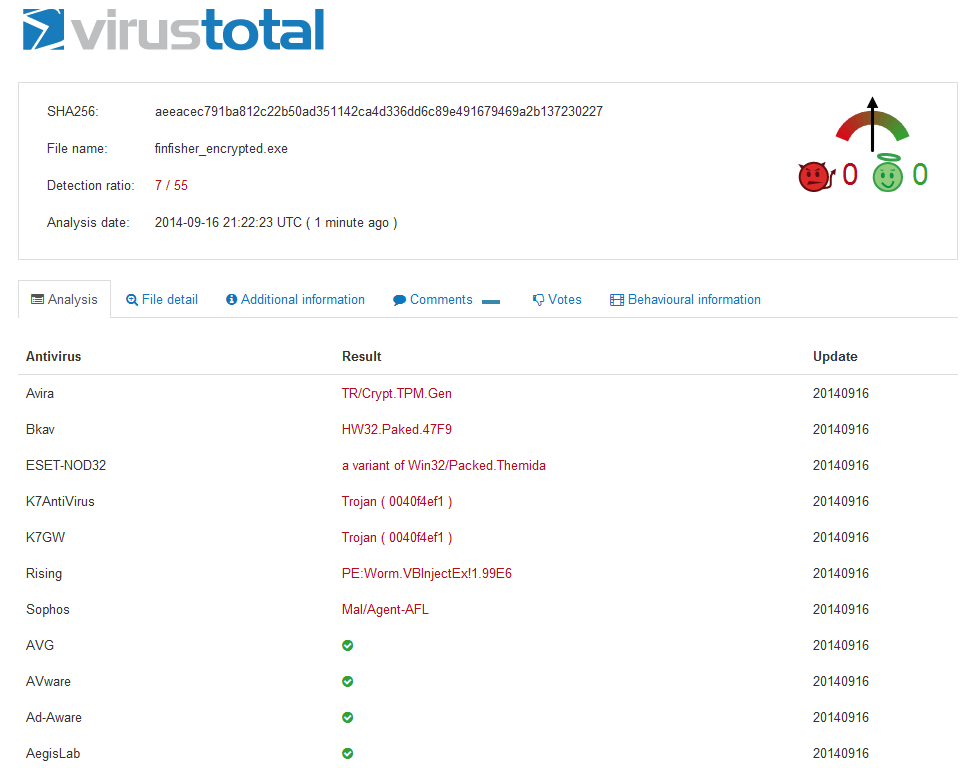 virustotal
SHA256: aeeacec791ba812c22b50ad351142ca4d336dd6c89e491679469a2b137230227
File name: finfisher_encrypted.exe
Detection ratio: 7 / 55
Analysis date: 2014-09-16 21:22:23 UTC ( 1 minute ago )
0 0
Analysis File detail Additional information Comments Votes Behavioural information
Antivirus Result Update
Avira TR/Crypt.TPM.Gen 20140916
Bkav HW32.Paked.47F9 20140916
ESET-NOD32 a variant of Win32/Packed.Themida 20140916
K7AntiVirus Trojan ( 0040f4ef1 ) 20140916
K7GW Trojan ( 0040f4ef1 ) 20140916
Rising PE:Worm.VBInjectEx!1.99E6 20140916
Sophos Mal/Agent-AFL 20140916
AVG 20140916
AVware 20140916
Ad-Aware 20140916
AegisLab 20140916